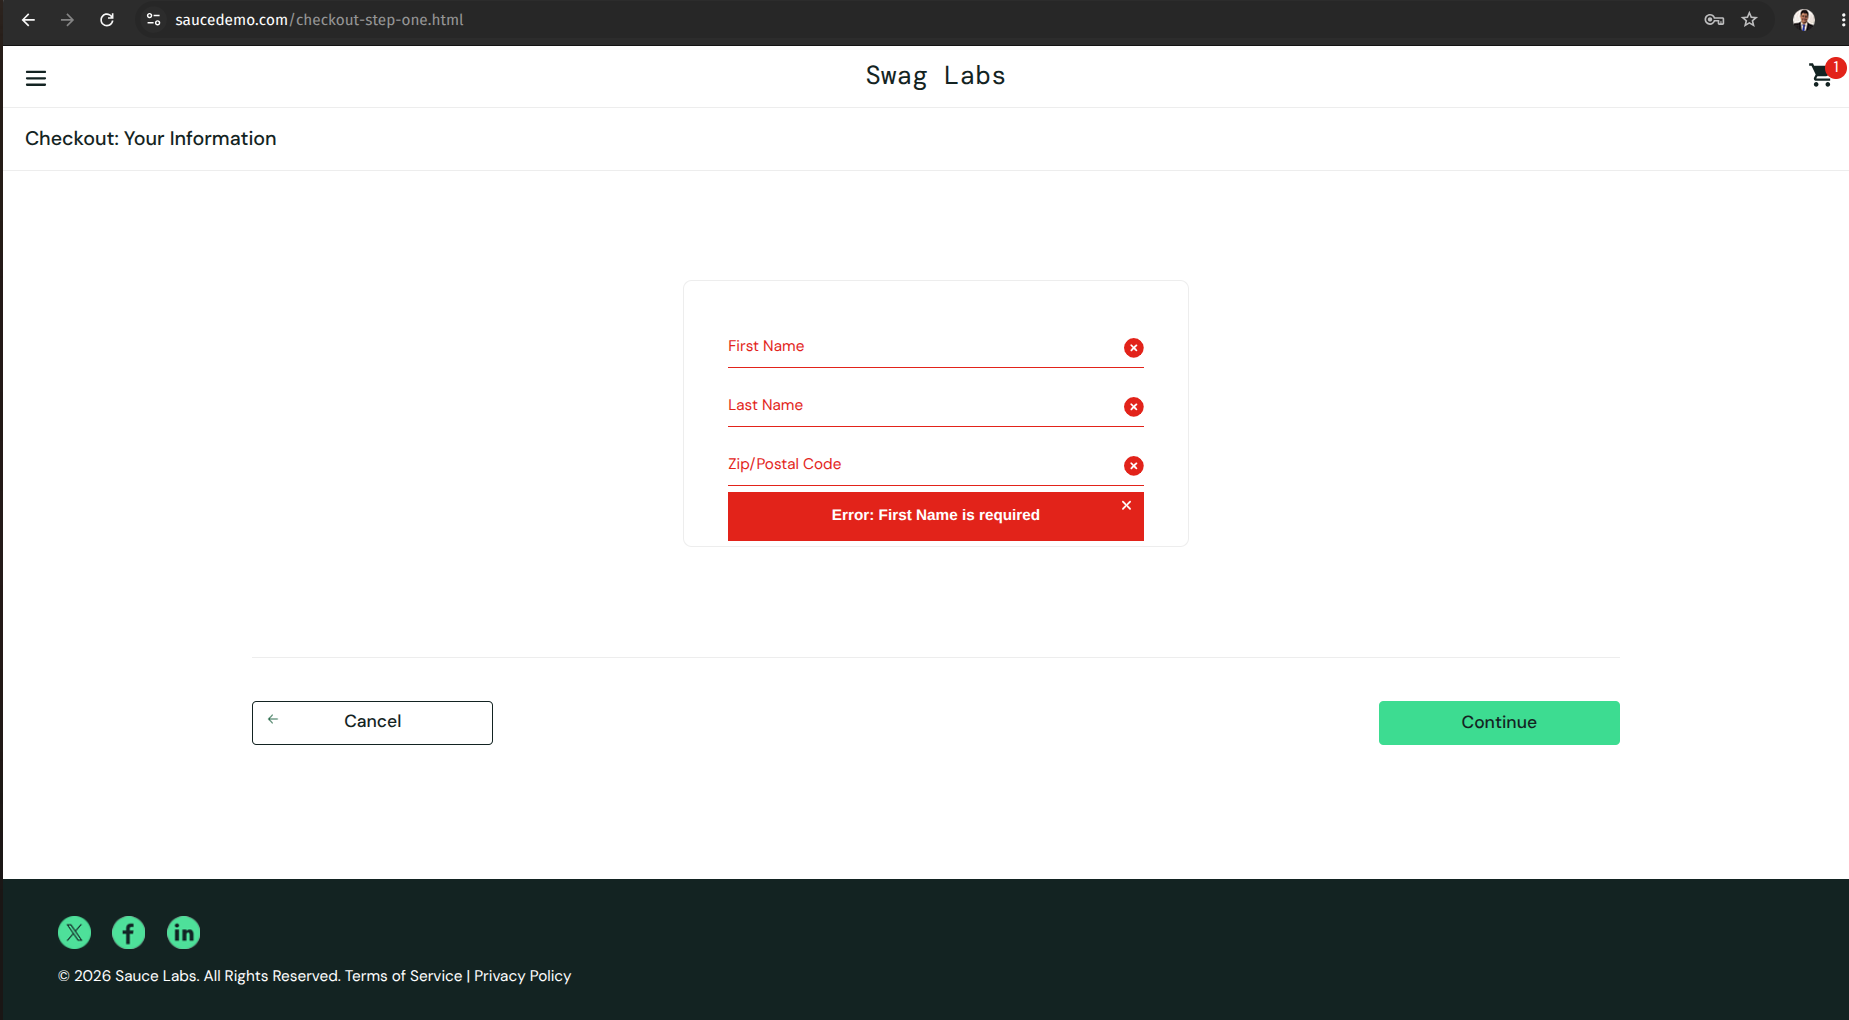 saucedemo.com/checkout-step-one.html
Swag Labs
1
Checkout: Your Information
First Name
Last Name
Zip/Postal Code
Error: First Name is required
Cancel
Continue
© 2026 Sauce Labs. All Rights Reserved. Terms of Service | Privacy Policy